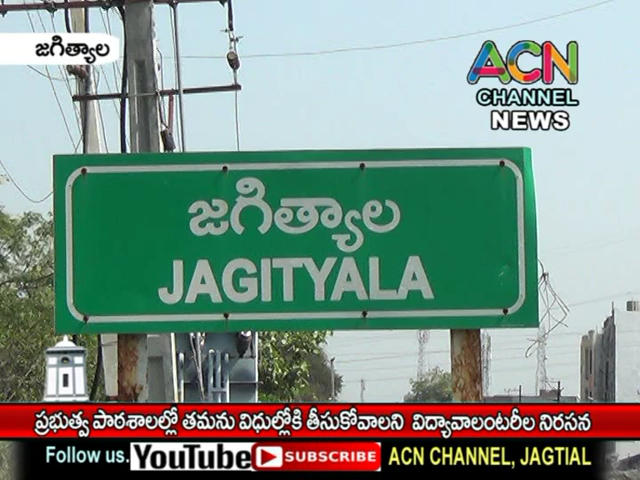 జగిత్యాల
ACN
CHANNEL
NEWS
జగిత్యాల
JAGITYALA
ప్రభుత్వ పాఠశాలల్లో తమను విధుల్లోకి తీసుకోవాలని విద్యావాలంటరీల నిరసన
Follow us. YouTube SUBSCRIBE ACN CHANNEL, JAGTIAL